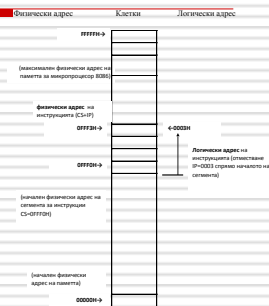 Физически адрес Клетки Логически адрес
FFFFFH→
(максимален физически адрес на
паметта за микропроцесор 8086)
физически адрес на
инструкцията (CS+IP)
0FFF3H→ ←0003H
Логически адрес на
инструкцията (отместване
IP=0003 спрямо началото на
сегмента)
0FFF0H→
(начален физически адрес на
сегмента за инструкции
CS=0FFF0H)
(начален физически
адрес на паметта)
00000H→